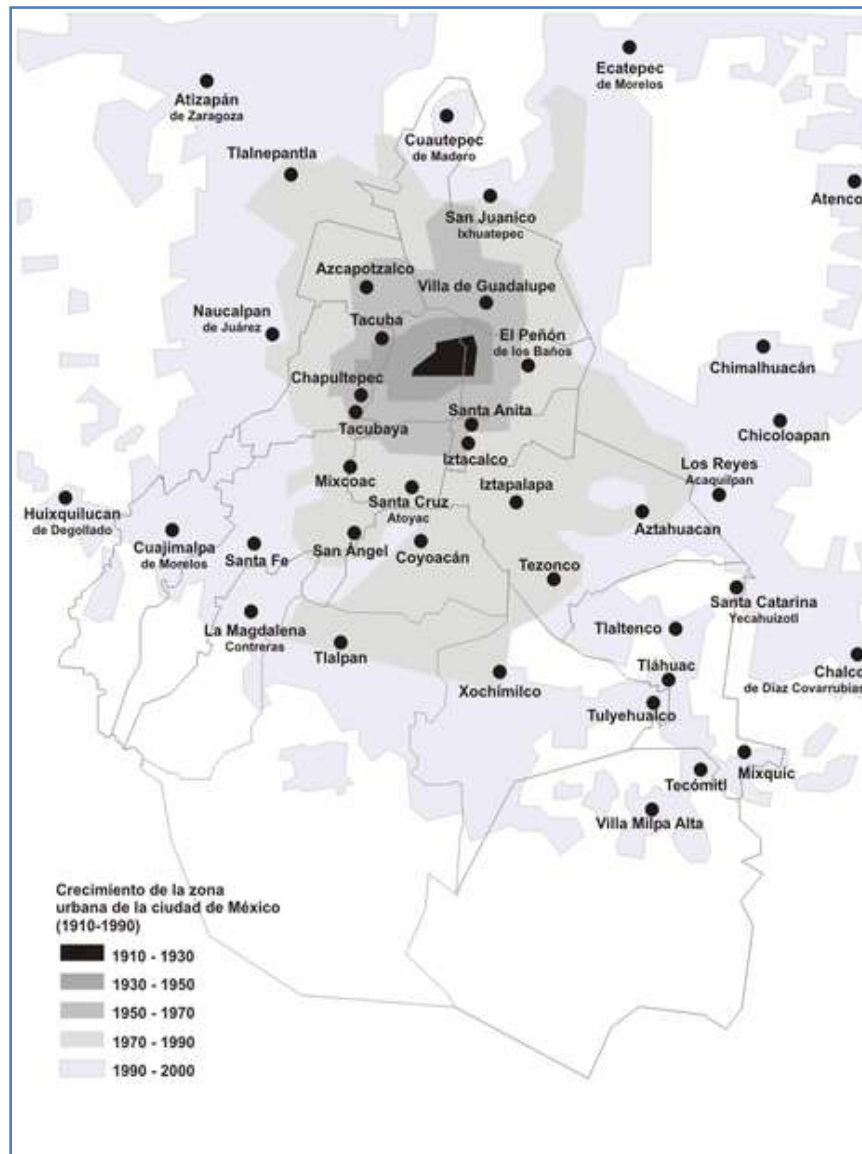 Ecatepec
de Morelos
Atizapán
de Zaragoza
Cuautepec
de Madero
Tlalnepantla
Atenco
San Juanico
Ixhuatepec
Azcapotzalco
Villa de Guadalupe
Naucalpan
de Juárez
Tacuba
El Peñón
de los Baños
Chimalhuacán
Chapultepec
Santa Anita
Tacubaya
Chicoloapan
Iztacalco
Mixcoac
Los Reyes
Acaquilpan
Santa Cruz
Atoyac
Iztapalapa
Huixquilucan
de Degollado
Aztahuacan
Cuajimalpa
de Morelos
Santa Fe
San Ángel
Coyoacán
Tezonco
Santa Catarina
Yecahuízotl
La Magdalena
Contreras
Tlaltenco
Tlalpan
Tláhuac
Chalco
de Díaz Covarrubias
Xochimilco
Tulyehualco
Mixquic
Tecómitl
Villa Milpa Alta
Crecimiento de la zona
urbana de la ciudad de México
(1910-1990)
1910 - 1930
1930 - 1950
1950 - 1970
1970 - 1990
1990 - 2000